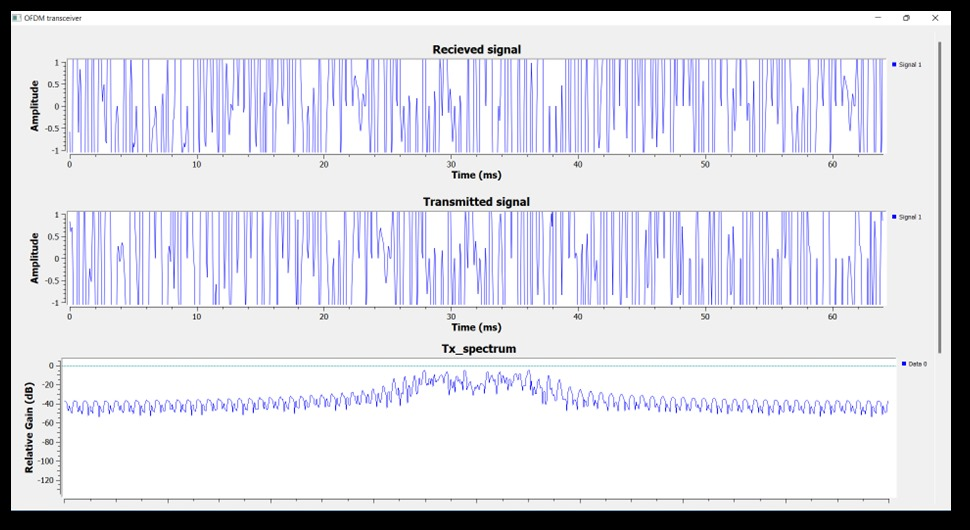 OFDM transceiver
Recieved signal
Signal 1
Amplitude
1
0.5
0
-0.5
-1
0 10 20 30 40 50 60
Time (ms)
Transmitted signal
Signal 1
Amplitude
1
0.5
0
-0.5
-1
0 10 20 30 40 50 60
Time (ms)
Tx_spectrum
Data 0
Relative Gain (dB)
0
-20
-40
-60
-80
-100
-120